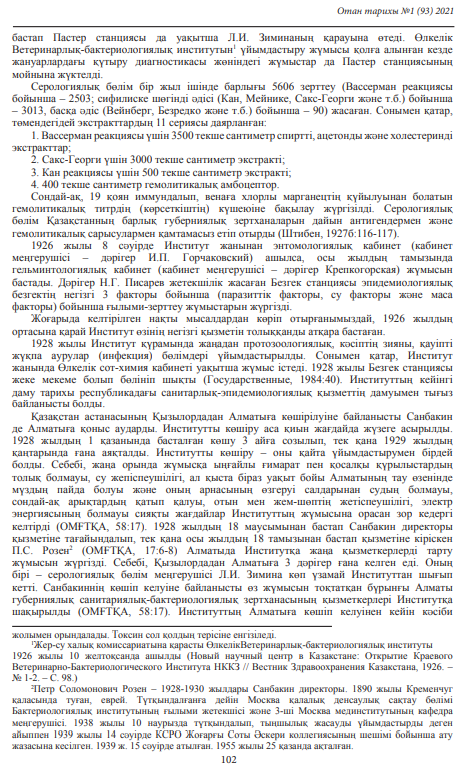 Отан тарихы №1 (93) 2021
бастап Пастер станциясы да уақытша Л.И. Зиминаның қарауына өтеді. Өлкелік
Ветеринарлық-бактериологиялық институтын¹ ұйымдастыру жұмысы қолға алынған кезде
жануарлардағы құтыру диагностикасы жөніндегі жұмыстар да Пастер станциясының
мойнына жүктелді.
Серологиялық бөлім бір жыл ішінде барлығы 5606 зерттеу (Вассерман реакциясы
бойынша – 2503; сифилиске шөгінді әдісі (Кан, Мейнике, Сакс-Георги және т.б.) бойынша
– 3013, басқа әдіс (Вейнберг, Безредко және т.б.) бойынша – 90) жасаған. Сонымен қатар,
төмендегідей экстракттардың 11 сериясы даярланған:
1. Вассерман реакциясы үшін 3500 текше сантиметр спиртті, ацетонды және холестеринді
экстракттар;
2. Сакс-Георги үшін 3000 текше сантиметр экстракті;
3. Кан реакциясы үшін 500 текше сантиметр экстракті;
4. 400 текше сантиметр гемолитикалық амбоцептор.
Сондай-ақ, 19 қоян иммундалып, венаға хлорлы марганецтің құйылуынан болатын
гемолитикалық титрдің (көрсеткіштің) күшеюіне бақылау жүргізілді. Серологиялық
бөлім Қазақстанның барлық губерниялық зертханаларын дайын антигендермен және
гемолитикалық сарысулармен қамтамасыз етіп отырды (Штибен, 1927б:116-117).
1926 жылы 8 сәуірде Институт жанынан энтомологиялық кабинет (кабинет
меңгерушісі – дәрігер И.П. Горчаковский) ашылса, осы жылдың тамызында
гельминтологиялық кабинет (кабинет меңгерушісі – дәрігер Крепкогорская) жұмысын
бастады. Дәрігер Н.Г. Писарев жетекшілік жасаған Безгек станциясы эпидемиологиялық
безгектің негізгі 3 факторы бойынша (паразиттік факторы, су факторы және маса
факторы) бойынша ғылыми-зерттеу жұмыстарын жүргізді.
Жоғарыда келтірілген нақты мысалдардан көріп отырғанымыздай, 1926 жылдың
ортасына қарай Институт өзінің негізгі қызметін толыққанды атқара бастаған.
1928 жылы Институт құрамында жаңадан протозоологиялық, кәсіптің зияны, қауіпті
жұқпа аурулар (инфекция) бөлімдері ұйымдастырылды. Сонымен қатар, Институт
жанында Өлкелік сот-химия кабинеті уақытша жұмыс істеді. 1928 жылы Безгек станциясы
жеке мекеме болып бөлініп шықты (Государственные, 1984:40). Институттың кейінгі
даму тарихы республикадағы санитарлық-эпидемиологиялық қызметтің дамуымен тығыз
байланысты болды.
Қазақстан астанасының Қызылордадан Алматыға көшірілуіне байланысты Санбакин
де Алматыға қоныс аударды. Институтты көшіру аса қиын жағдайда жүзеге асырылды.
1928 жылдың 1 қазанында басталған көшу 3 айға созылып, тек қана 1929 жылдың
қаңтарында ғана аяқталды. Институтты көшіру – оны қайта ұйымдастырумен бірдей
болды. Себебі, жаңа орында жұмысқа ыңғайлы ғимарат пен қосалқы құрылыстардың
толық болмауы, су жепіспеушілігі, ал қыста біраз уақыт бойы Алматының тау өзенінде
мұздың пайда болуы және оның арнасының өзгеруі салдарынан судың болмауы,
сондай-ақ арықтардың қатып қалуы, отын мен жем-шөптің жетіспеушілігі, электр
энергиясының болмауы сияқты жағдайлар Институттың жұмысына орасан зор кедергі
келтірді (ОМҒТҚА, 58:17). 1928 жылдың 18 маусымынан бастап Санбакин директоры
қызметіне тағайындалып, тек қана осы жылдың 18 тамызынан бастап қызметіне кіріскен
П.С. Розен² (ОМҒТҚА, 17:6-8) Алматыда Институтқа жаңа қызметкерлерді тарту
жұмысын жүргізді. Себебі, Қызылордадан Алматыға 3 дәрігер ғана келген еді. Оның
бірі – серологиялық бөлім меңгерушісі Л.И. Зимина көп ұзамай Институттан шығып
кетті. Санбакиннің көшіп келуіне байланысты өз жұмысын тоқтатқан бұрынғы Алматы
губерниялық санитариялық-бактериологиялық зертханасының қызметкерлері Институтқа
шақырылды (ОМҒТҚА, 58:17). Институттың Алматыға көшіп келуінен кейін кәсіби
жолымен орындалады. Токсин сол қолдың терісіне енгізіледі.
¹Жер-су халық комиссариатына қарасты ӨлкелікВетеринарлық-бактериологиялық институты
1926 жылы 10 желтоқсанда ашылды (Новый научный центр в Казахстане: Открытие Краевого
Ветеринарно-Бактериологического Института НККЗ // Вестник Здравоохранения Казахстана, 1926. –
№ 1-2. – С. 98.)
²Петр Соломонович Розен – 1928-1930 жылдары Санбакин директоры. 1890 жылы Кременчуг
қаласында туған, еврей. Тұтқындалғанға дейін Москва қалалық денсаулық сақтау бөлімі
Бактериологиялық институтының ғылыми жетекшісі және 3-ші Москва мединститутының кафедра
меңгерушісі. 1938 жылы 10 наурызда тұтқындалып, тыңшылық жасауды ұйымдастырды деген
айыппен 1939 жылы 14 сәуірде КСРО Жоғарғы Соты Әскери коллегиясының шешімі бойынша ату
жазасына кесілген. 1939 ж. 15 сәуірде атылған. 1955 жылы 25 қазанда ақталған.
102